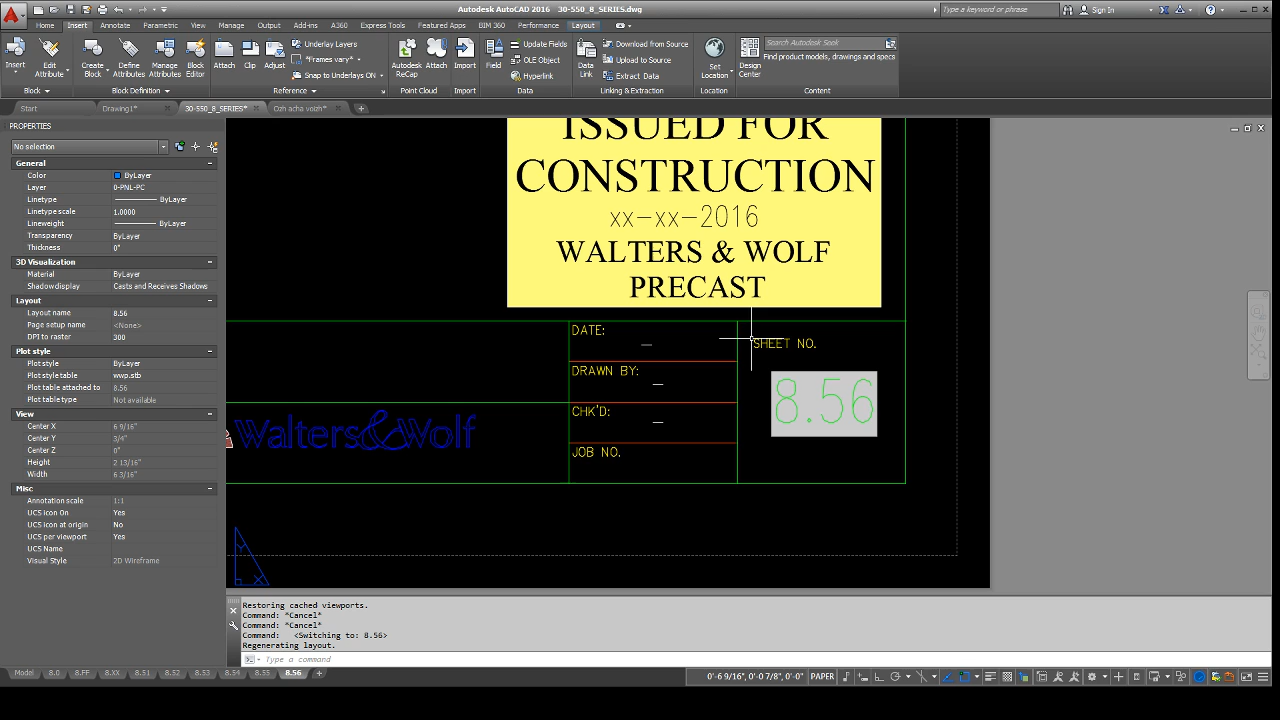 Autodesk AutoCAD 2016 30-550_8_SERIES.dwg
Type a keyword or phrase
Sign In
Home Insert Annotate Parametric View Manage Output Add-ins A360 Express Tools Featured Apps BIM 360 Performance Layout
Insert
Edit Attribute
Create Block
Define Attributes
Manage Attributes
Block Editor
Attach
Clip
Adjust
Underlay Layers
*Frames vary*
Snap to Underlays ON
Autodesk ReCap
Attach
Import
Field
Update Fields
OLE Object
Hyperlink
Data Link
Download from Source
Upload to Source
Extract Data
Set Location
Design Center
Search Autodesk Seek
Find product models, drawings and specs
Block Block Definition Reference Point Cloud Import Data Linking & Extraction Location Content
Start Drawing1* 30-550_8_SERIES* Ozh acha voizh*
PROPERTIES
No selection
General
Color ByLayer
Layer 0-PNL-PC
Linetype ByLayer
Linetype scale 1.0000
Lineweight ByLayer
Transparency ByLayer
Thickness 0"
3D Visualization
Material ByLayer
Shadow display Casts and Receives Shadows
Layout
Layout name 8.56
Page setup name <None>
DPI to raster 300
Plot style
Plot style ByLayer
Plot style table wwp.stb
Plot table attached to 8.56
Plot table type Not available
View
Center X 6 9/16"
Center Y 3/4"
Center Z 0"
Height 2 13/16"
Width 6 3/16"
Misc
Annotation scale 1:1
UCS icon On Yes
UCS icon at origin No
UCS per viewport Yes
UCS Name
Visual Style 2D Wireframe
ISSUED FOR
CONSTRUCTION
xx-xx-2016
WALTERS & WOLF
PRECAST
DATE:
DRAWN BY:
CHK'D:
JOB NO.
SHEET NO.
8.56
Walters&Wolf
Y
X
Restoring cached viewports.
Command: *Cancel*
Command: *Cancel*
Command: <Switching to: 8.56>
Regenerating layout.
Type a command
Model 8.0 8.FF 8.XX 8.51 8.52 8.53 8.54 8.55 8.56
0'-6 9/16", 0'-0 7/8", 0'-0" PAPER